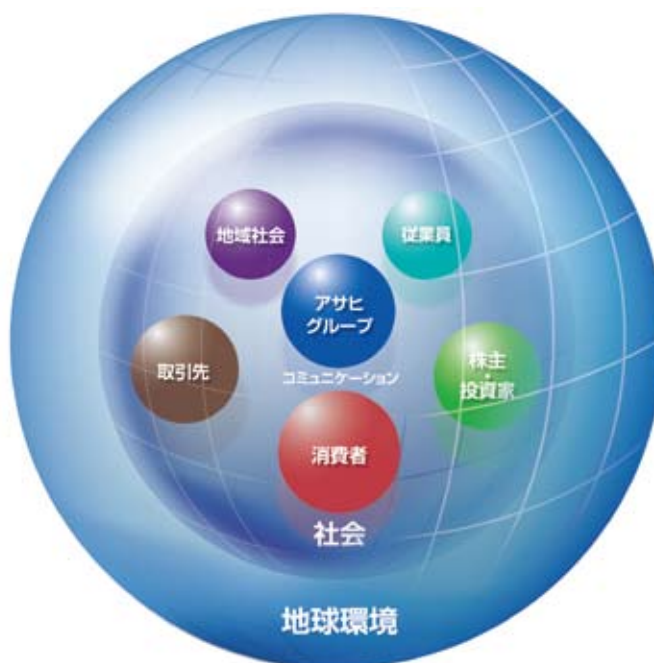 地域社会
従業員
アサヒ
グループ
取引先
コミュニケーション
株主
・
投資家
消費者
社会
地球環境